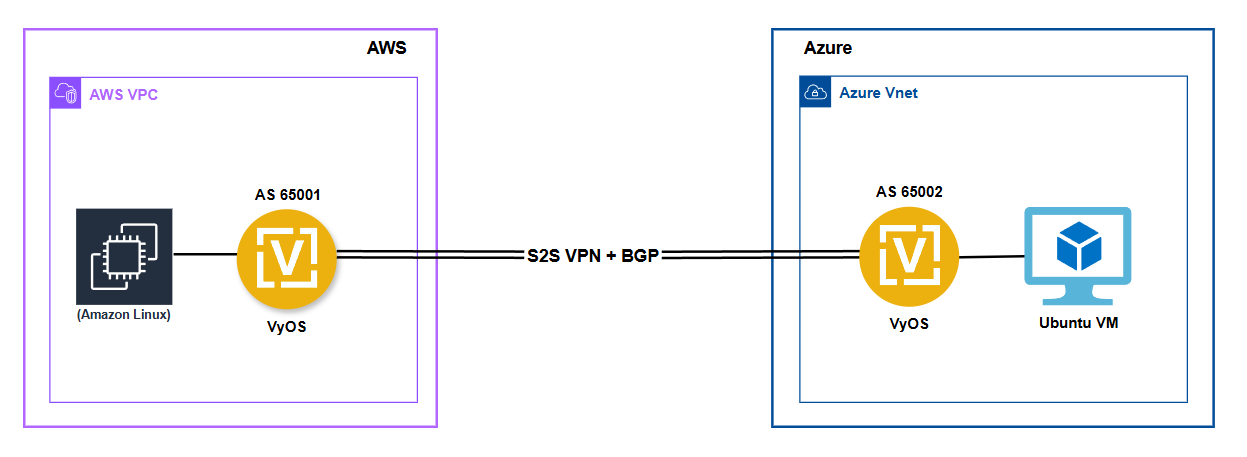 AWS
AWS VPC
AS 65001
V
(Amazon Linux)
VyOS
S2S VPN + BGP
Azure
Azure Vnet
AS 65002
V
VyOS
Ubuntu VM